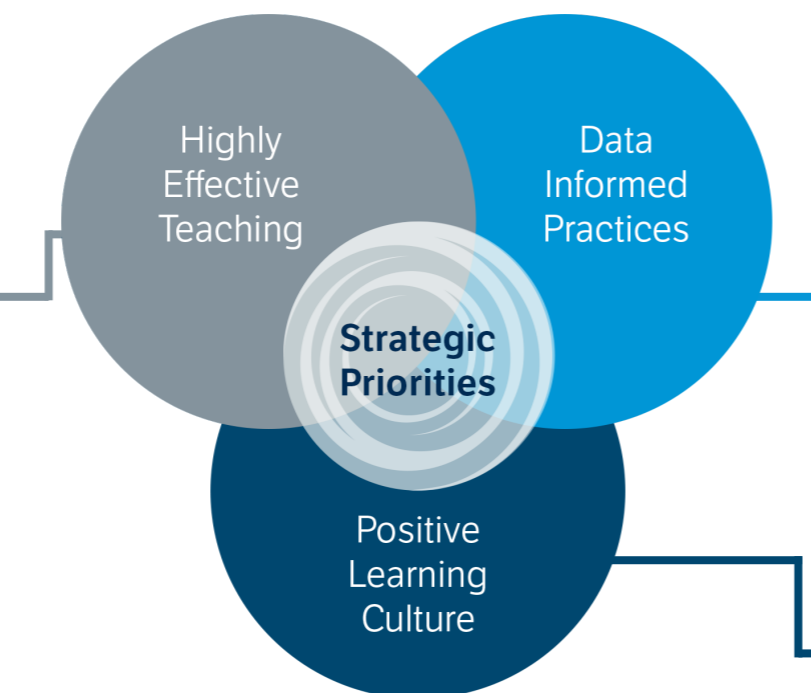 Highly
Effective
Teaching
Data
Informed
Practices
Strategic
Priorities
Positive
Learning
Culture